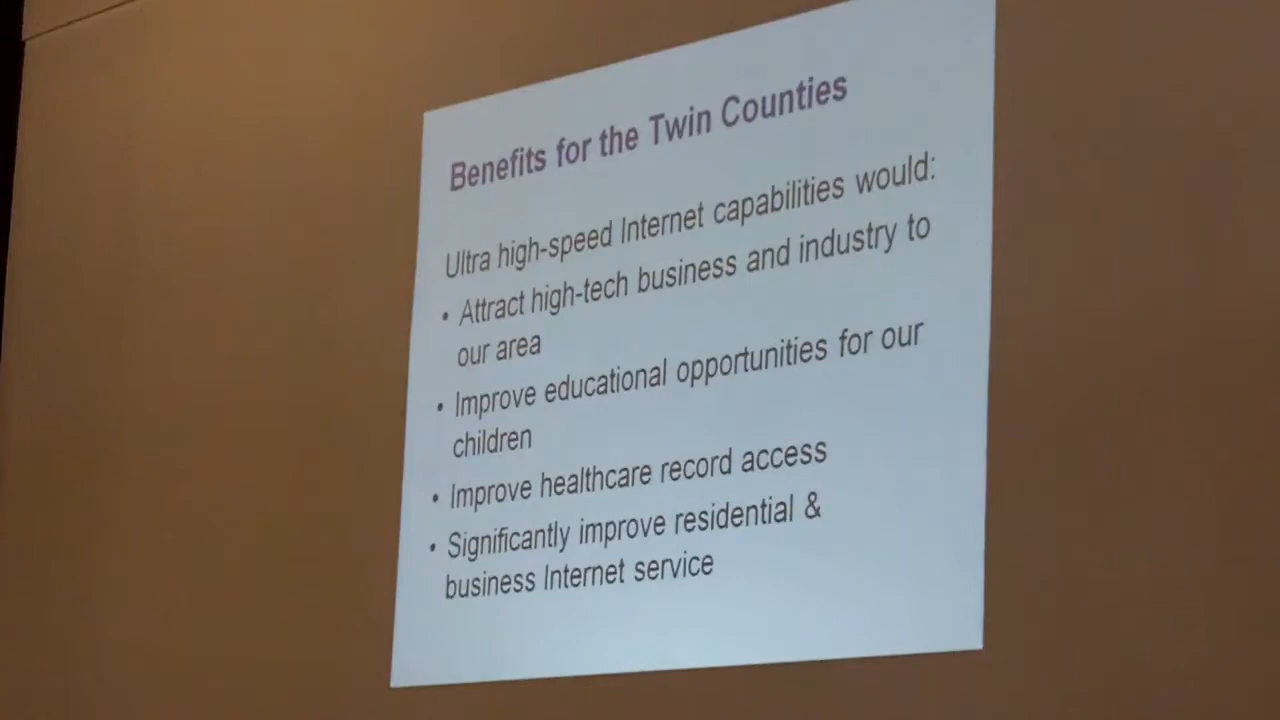 Benefits for the Twin Counties
Ultra high-speed Internet capabilities would:
• Attract high-tech business and industry to
our area
• Improve educational opportunities for our
children
• Improve healthcare record access
• Significantly improve residential &
business Internet service